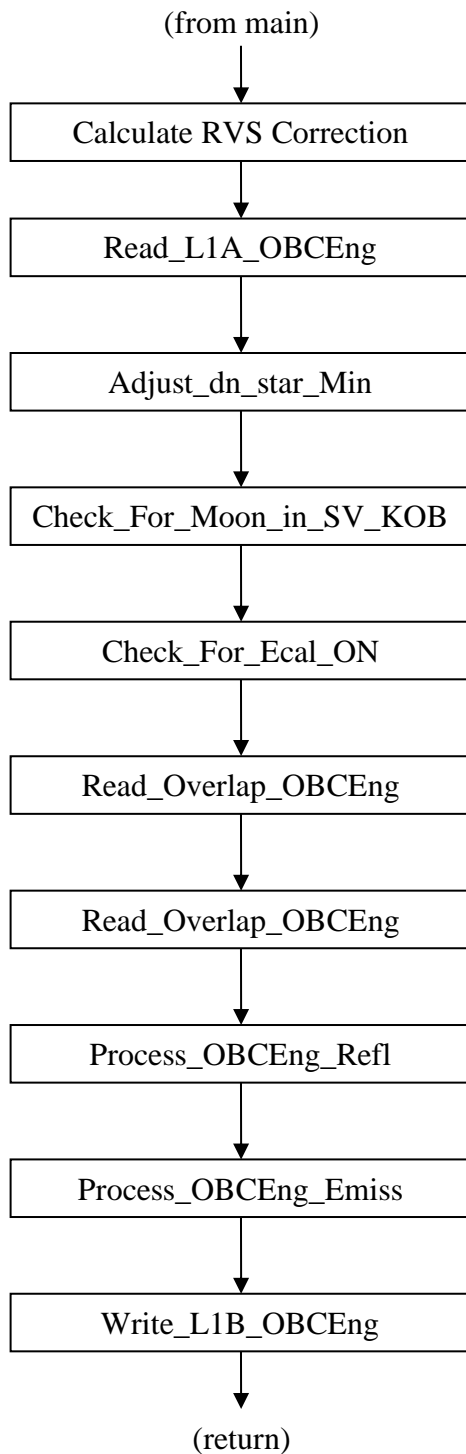 (from main)
Calculate RVS Correction
Read_L1A_OBCEng
Adjust_dn_star_Min
Check_For_Moon_in_SV_KOB
Check_For_Ecal_ON
Read_Overlap_OBCEng
Read_Overlap_OBCEng
Process_OBCEng_Refl
Process_OBCEng_Emiss
Write_L1B_OBCEng
(return)